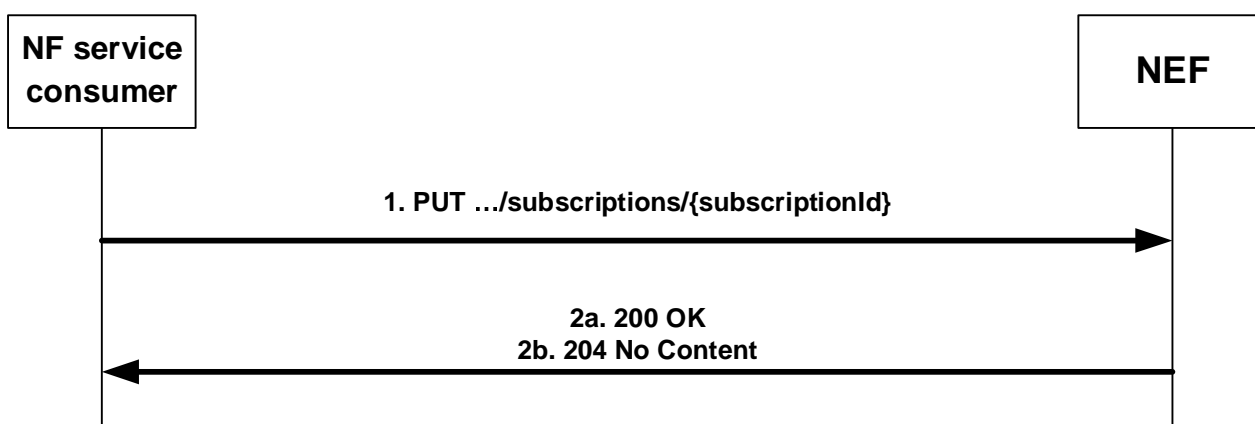 NF service
consumer
NEF
1. PUT …/subscriptions/{subscriptionId}
2a. 200 OK
2b. 204 No Content